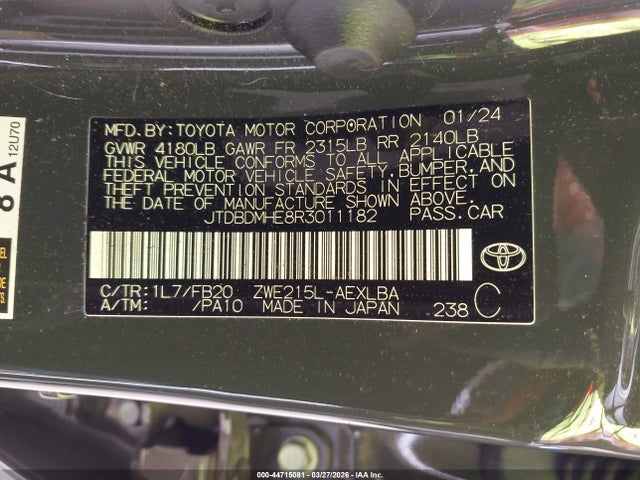 MFD. BY: TOYOTA MOTOR CORPORATION 01/24
GVWR 4180LB GAWR FR 2315LB RR 2140LB
THIS VEHICLE CONFORMS TO ALL APPLICABLE
FEDERAL MOTOR VEHICLE SAFETY, BUMPER, AND
THEFT PREVENTION STANDARDS IN EFFECT ON
THE DATE OF MANUFACTURE SHOWN ABOVE.
JTDBDMHE8R3011182 PASS. CAR
C/TR: 1L7/FB20 ZWE215L-AEXLBA
A/TM: /PA10 MADE IN JAPAN 238 C
TOYOTA
8 A
12U70
000-44715081 - 03/27/2026 - IAA Inc.